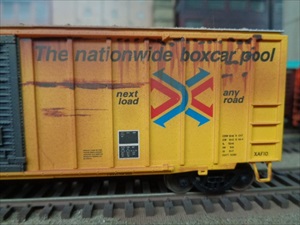 The nationwide boxcar pool
next
load
any
road